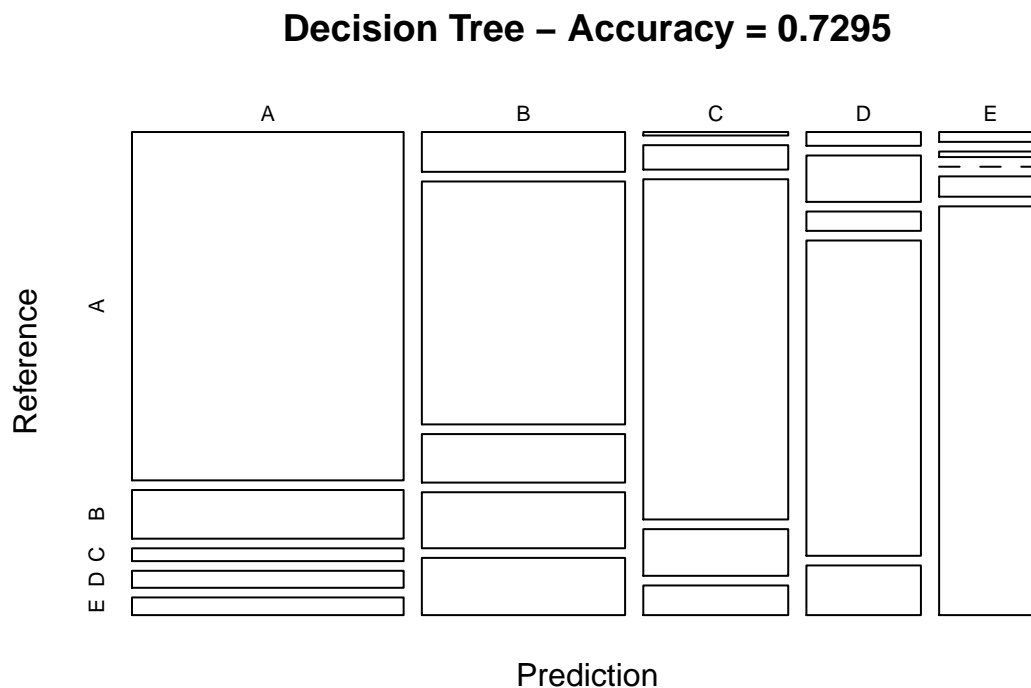 Decision Tree – Accuracy = 0.7295
A B C D E
Reference
A
B
C
D
E
Prediction